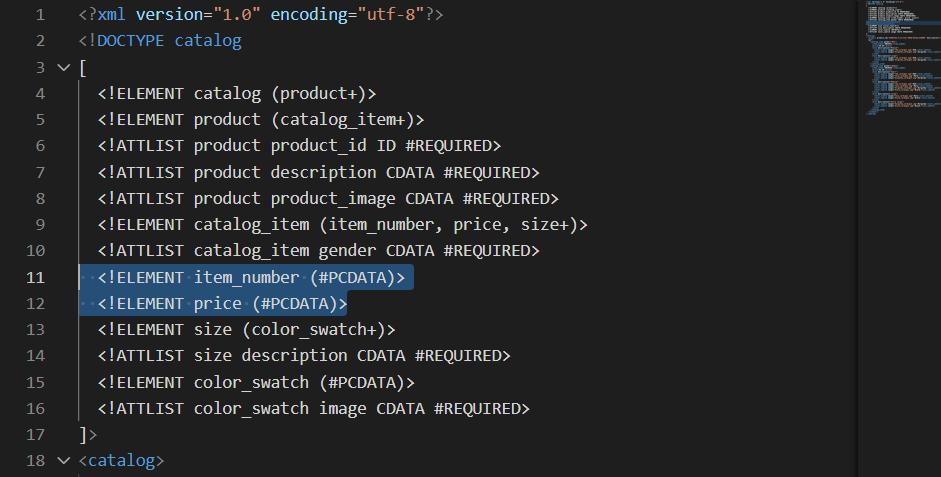 1 <?xml version="1.0" encoding="utf-8"?>
2 <!DOCTYPE catalog
3 [
4 <!ELEMENT catalog (product+)>
5 <!ELEMENT product (catalog_item+)>
6 <!ATTLIST product product_id ID #REQUIRED>
7 <!ATTLIST product description CDATA #REQUIRED>
8 <!ATTLIST product product_image CDATA #REQUIRED>
9 <!ELEMENT catalog_item (item_number, price, size+)>
10 <!ATTLIST catalog_item gender CDATA #REQUIRED>
11 <!ELEMENT item_number (#PCDATA)>
12 <!ELEMENT price (#PCDATA)>
13 <!ELEMENT size (color_swatch+)>
14 <!ATTLIST size description CDATA #REQUIRED>
15 <!ELEMENT color_swatch (#PCDATA)>
16 <!ATTLIST color_swatch image CDATA #REQUIRED>
17 ]>
18 <catalog>